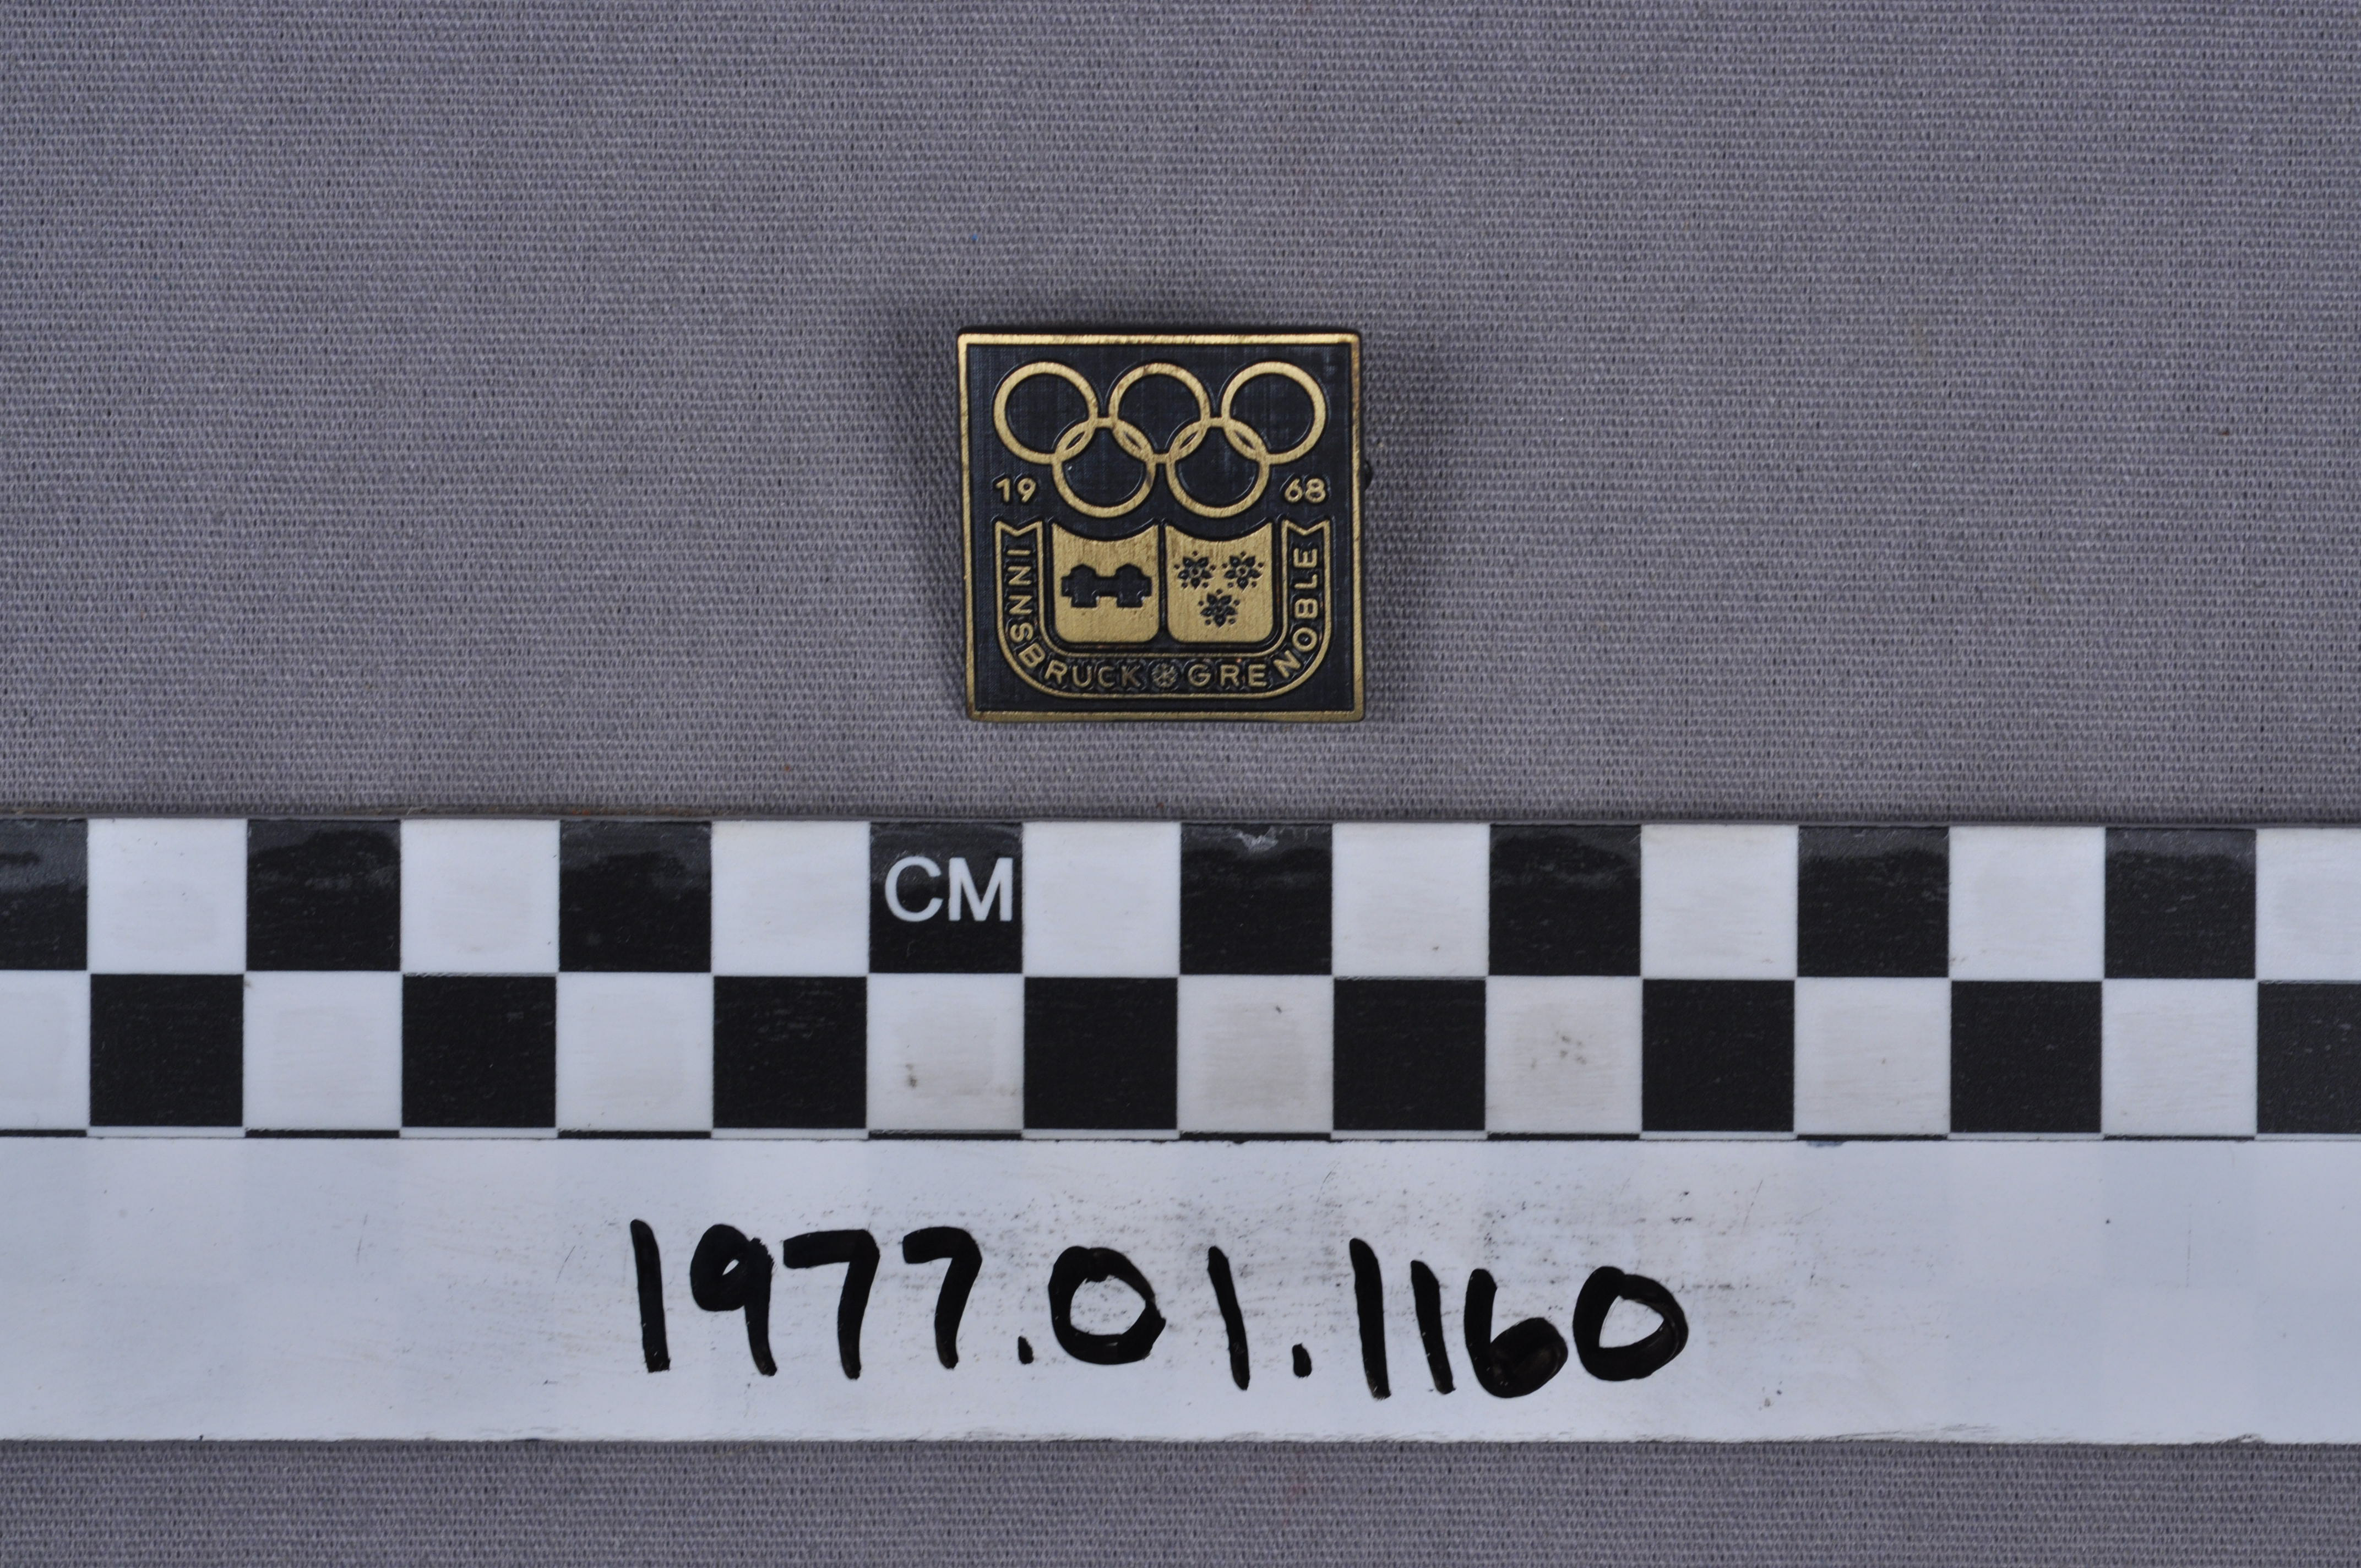 19 68
INNSBRUCK GRENOBLE
CM
1977.01.1160